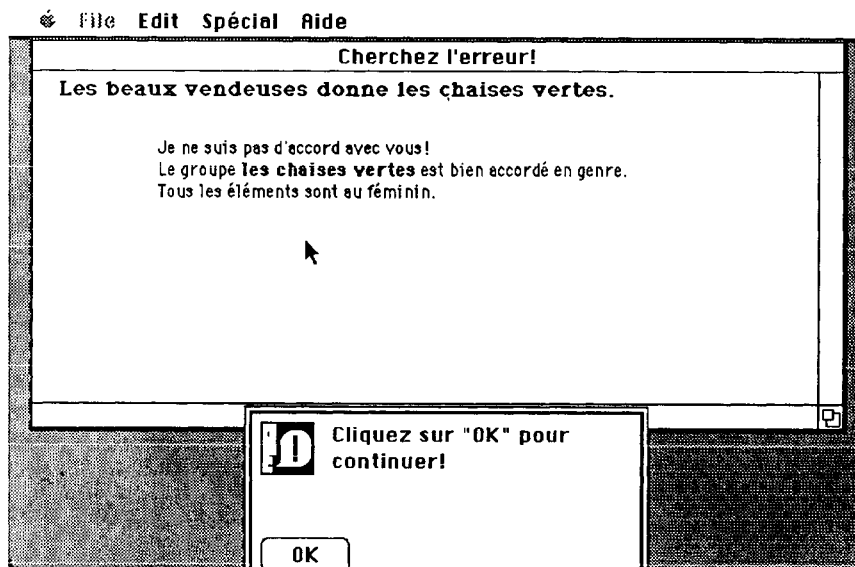 File Edit Spécial Aide
Cherchez l'erreur!
Les beaux vendeuses donne les chaises vertes.
Je ne suis pas d'accord avec vous!
Le groupe les chaises vertes est bien accordé en genre.
Tous les éléments sont au féminin.
Cliquez sur "OK" pour
continuer!
OK